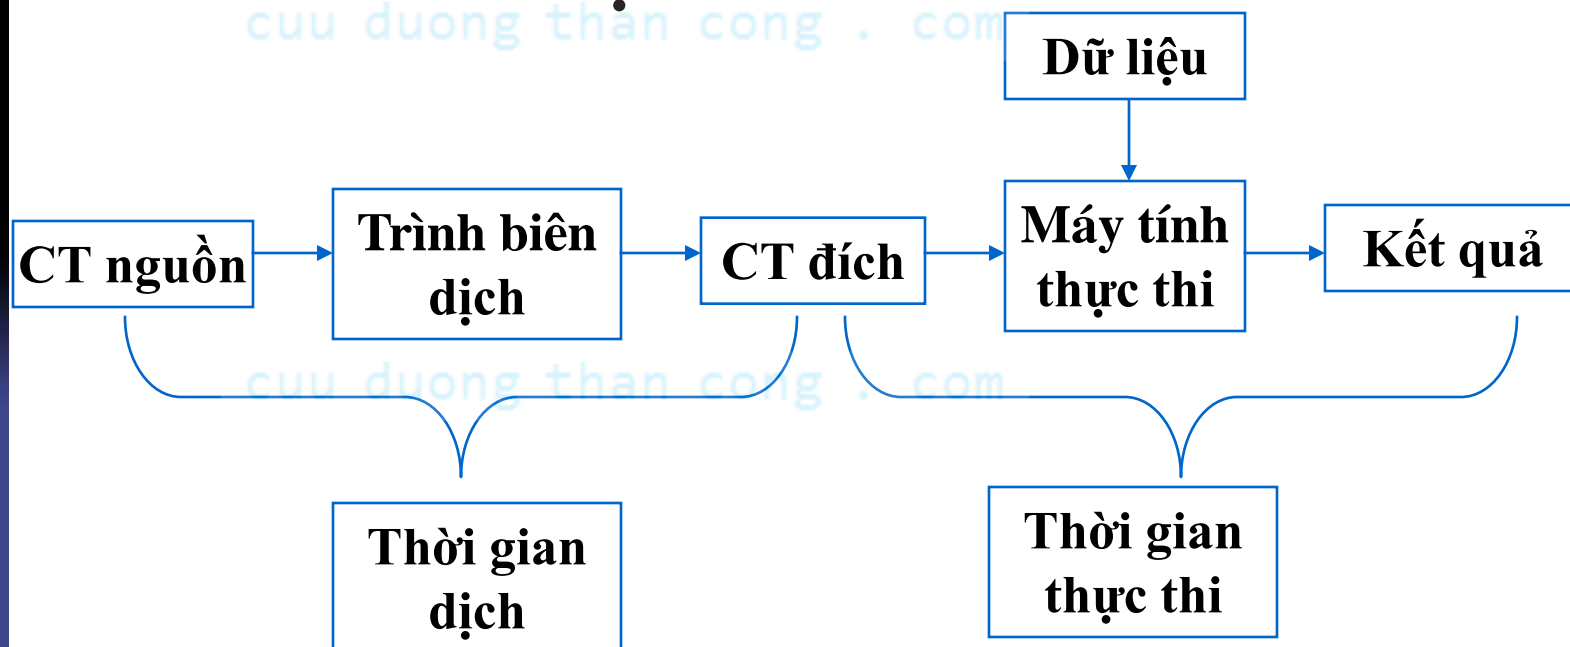 cuu duong than cong . com
Dữ liệu
CT nguồn
Trình biên
dịch
CT đích
Máy tính
thực thi
Kết quả
cuu duong than cong . com
Thời gian
dịch
Thời gian
thực thi